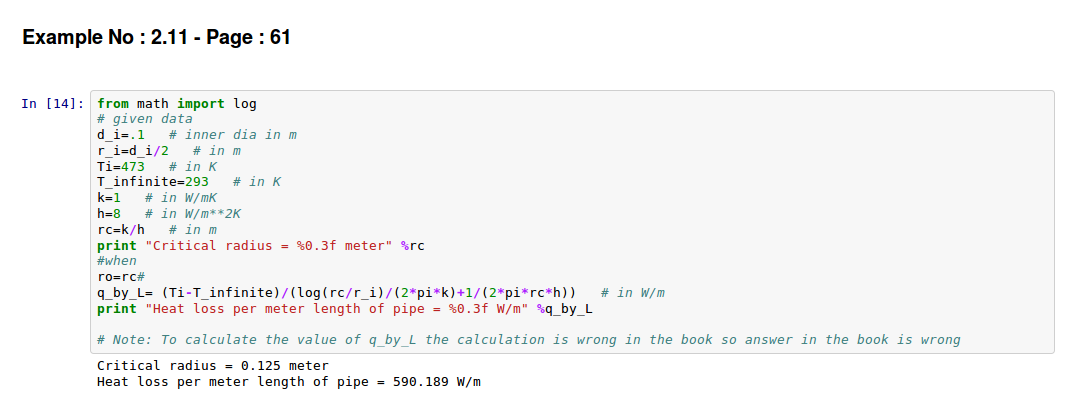 Example No : 2.11 - Page : 61
In [14]: from math import log
# given data
d_i=.1   # inner dia in m
r_i=d_i/2   # in m
Ti=473   # in K
T_infinite=293   # in K
k=1   # in W/mK
h=8   # in W/m**2K
rc=k/h   # in m
print "Critical radius = %0.3f meter" %rc
#when
ro=rc#
q_by_L= (Ti-T_infinite)/(log(rc/r_i)/(2*pi*k)+1/(2*pi*rc*h))   # in W/m
print "Heat loss per meter length of pipe = %0.3f W/m" %q_by_L
# Note: To calculate the value of q_by_L the calculation is wrong in the book so answer in the book is wrong
Critical radius = 0.125 meter
Heat loss per meter length of pipe = 590.189 W/m